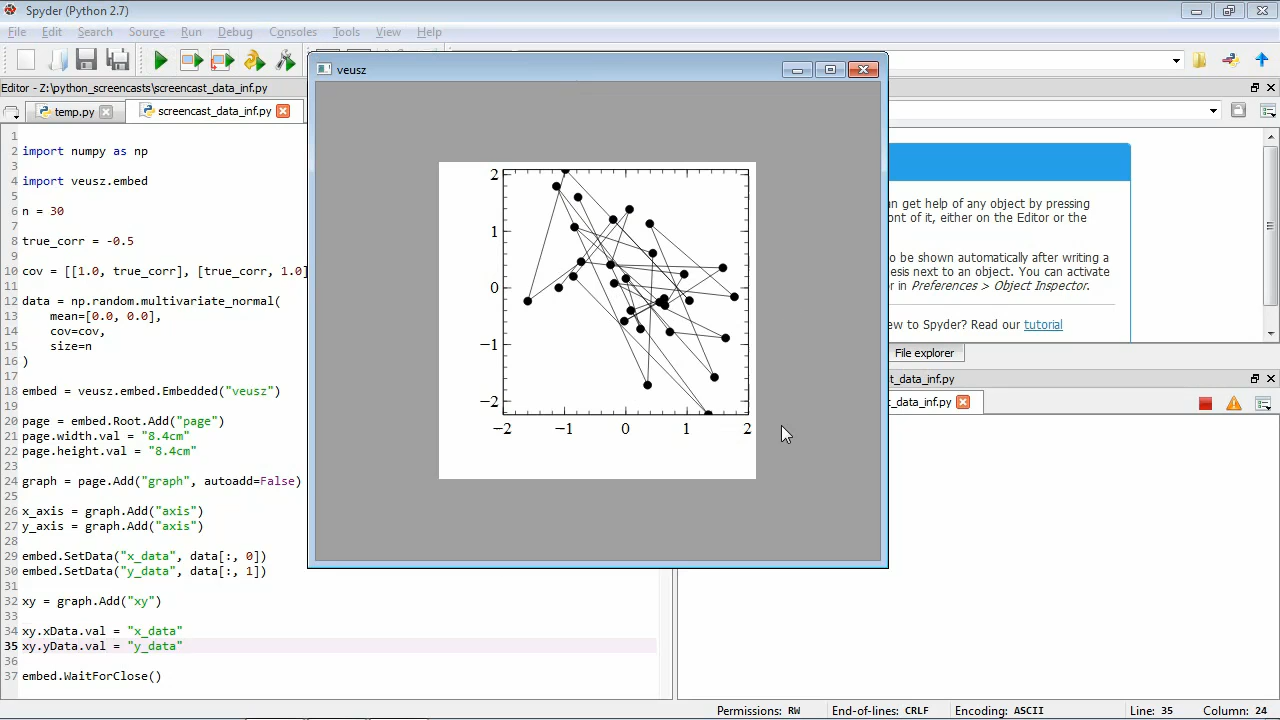 Spyder (Python 2.7)
File Edit Search Source Run Debug Consoles Tools View Help
Editor - Z:\python_screencasts\screencast_data_inf.py
temp.py screencast_data_inf.py
1
2 import numpy as np
3
4 import veusz.embed
5
6 n = 30
7
8 true_corr = -0.5
9
10 cov = [[1.0, true_corr], [true_corr, 1.0]
11
12 data = np.random.multivariate_normal(
13 mean=[0.0, 0.0],
14 cov=cov,
15 size=n
16 )
17
18 embed = veusz.embed.Embedded("veusz")
19
20 page = embed.Root.Add("page")
21 page.width.val = "8.4cm"
22 page.height.val = "8.4cm"
23
24 graph = page.Add("graph", autoadd=False)
25
26 x_axis = graph.Add("axis")
27 y_axis = graph.Add("axis")
28
29 embed.SetData("x_data", data[:, 0])
30 embed.SetData("y_data", data[:, 1])
31
32 xy = graph.Add("xy")
33
34 xy.xData.val = "x_data"
35 xy.yData.val = "y_data"
36
37 embed.WaitForClose()
veusz
2
1
0
−1
−2
−2 −1 0 1 2
an get help of any object by pressing
ont of it, either on the Editor or the
o be shown automatically after writing a
esis next to an object. You can activate
or in Preferences > Object Inspector.
ew to Spyder? Read our tutorial
File explorer
t_data_inf.py
t_data_inf.py
Permissions: RW End-of-lines: CRLF Encoding: ASCII Line: 35 Column: 24